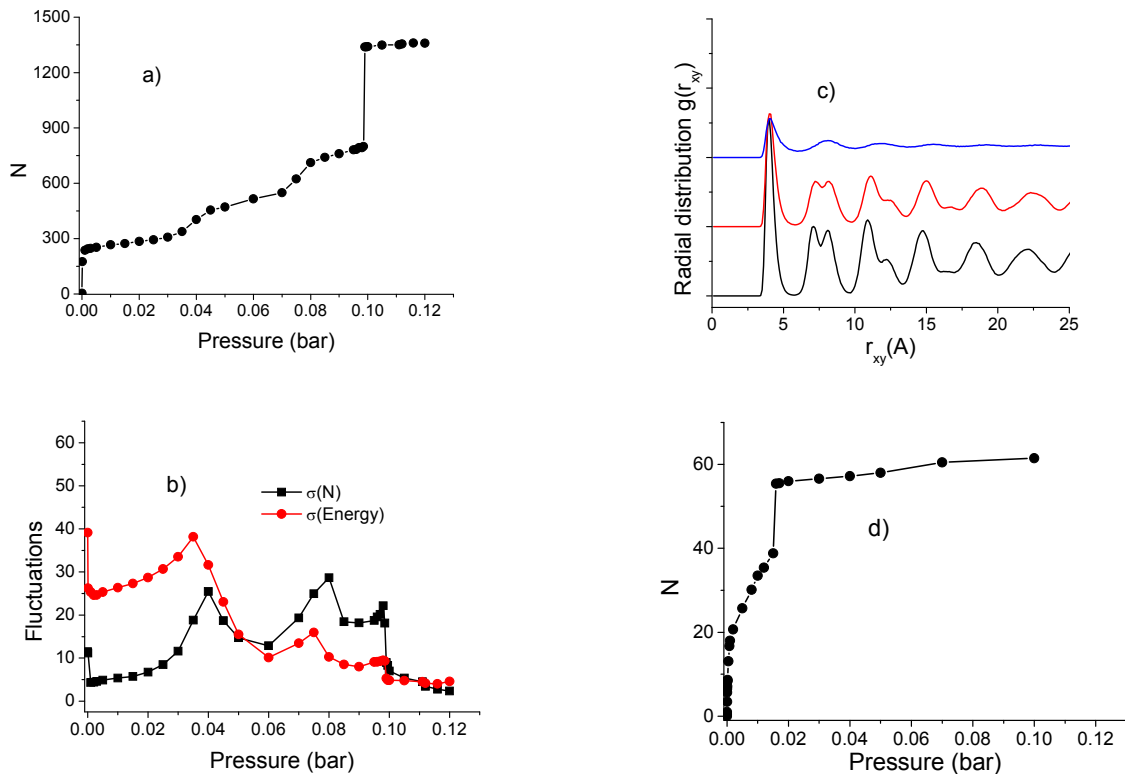 a)
N
1500
1200
900
600
300
0
0.00 0.02 0.04 0.06 0.08 0.10 0.12
Pressure (bar)
c)
Radial distribution g(r_xy)
0 5 10 15 20 25
r_xy(A)
b)
σ(N)
σ(Energy)
Fluctuations
60
50
40
30
20
10
0
0.00 0.02 0.04 0.06 0.08 0.10 0.12
Pressure (bar)
d)
N
60
40
20
0
0.00 0.02 0.04 0.06 0.08 0.10
Pressure (bar)